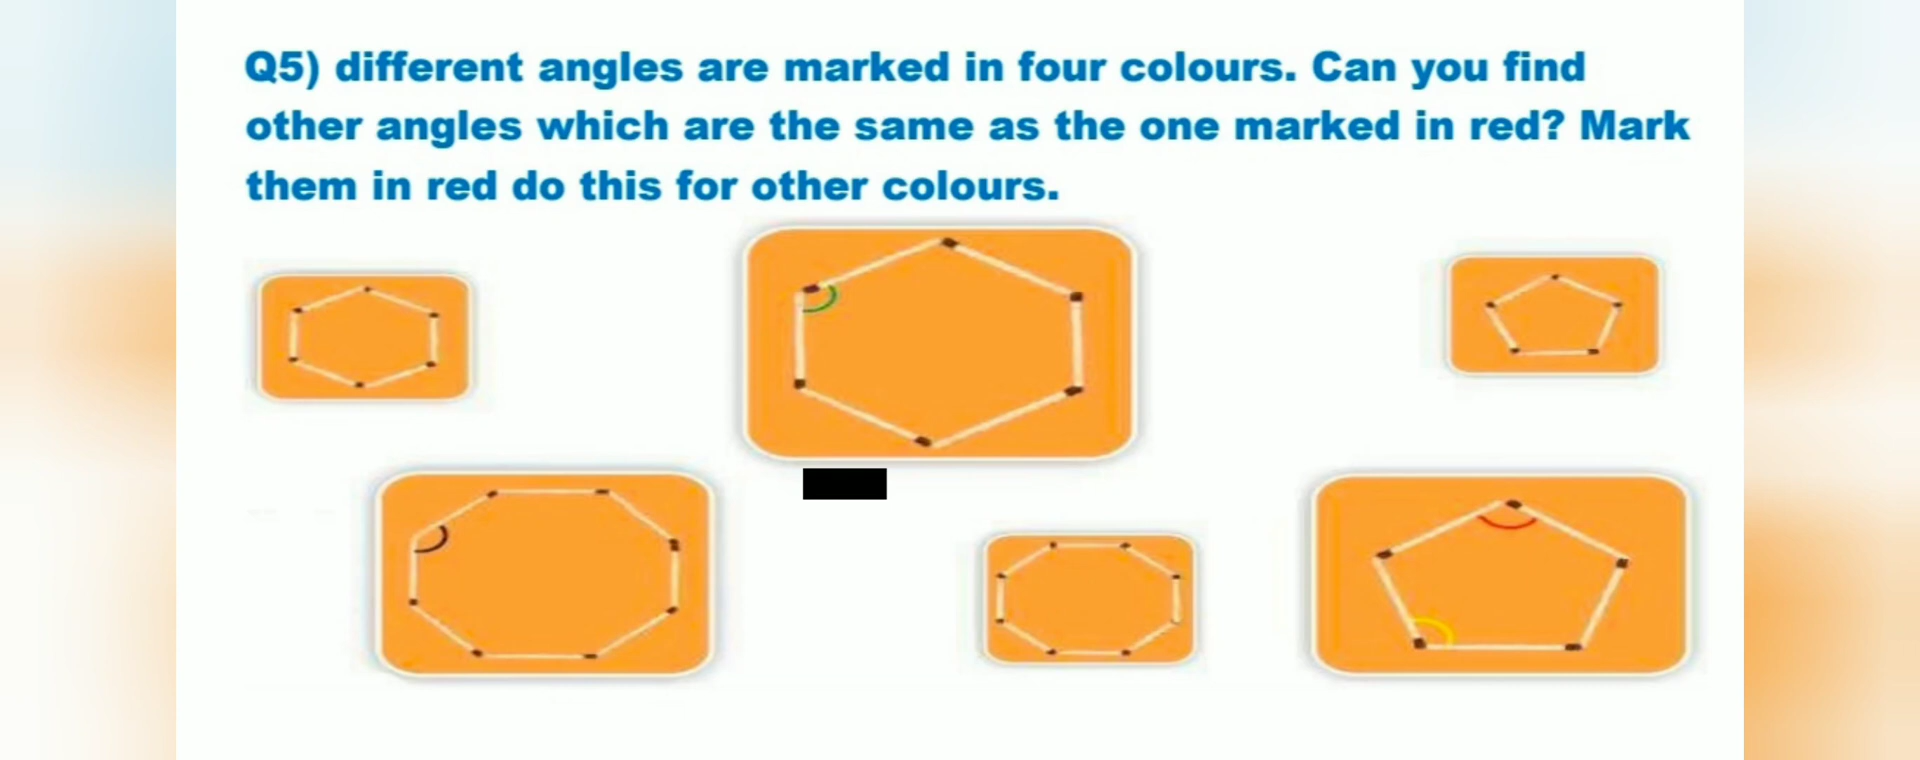 Q5) different angles are marked in four colours. Can you find
other angles which are the same as the one marked in red? Mark
them in red do this for other colours.